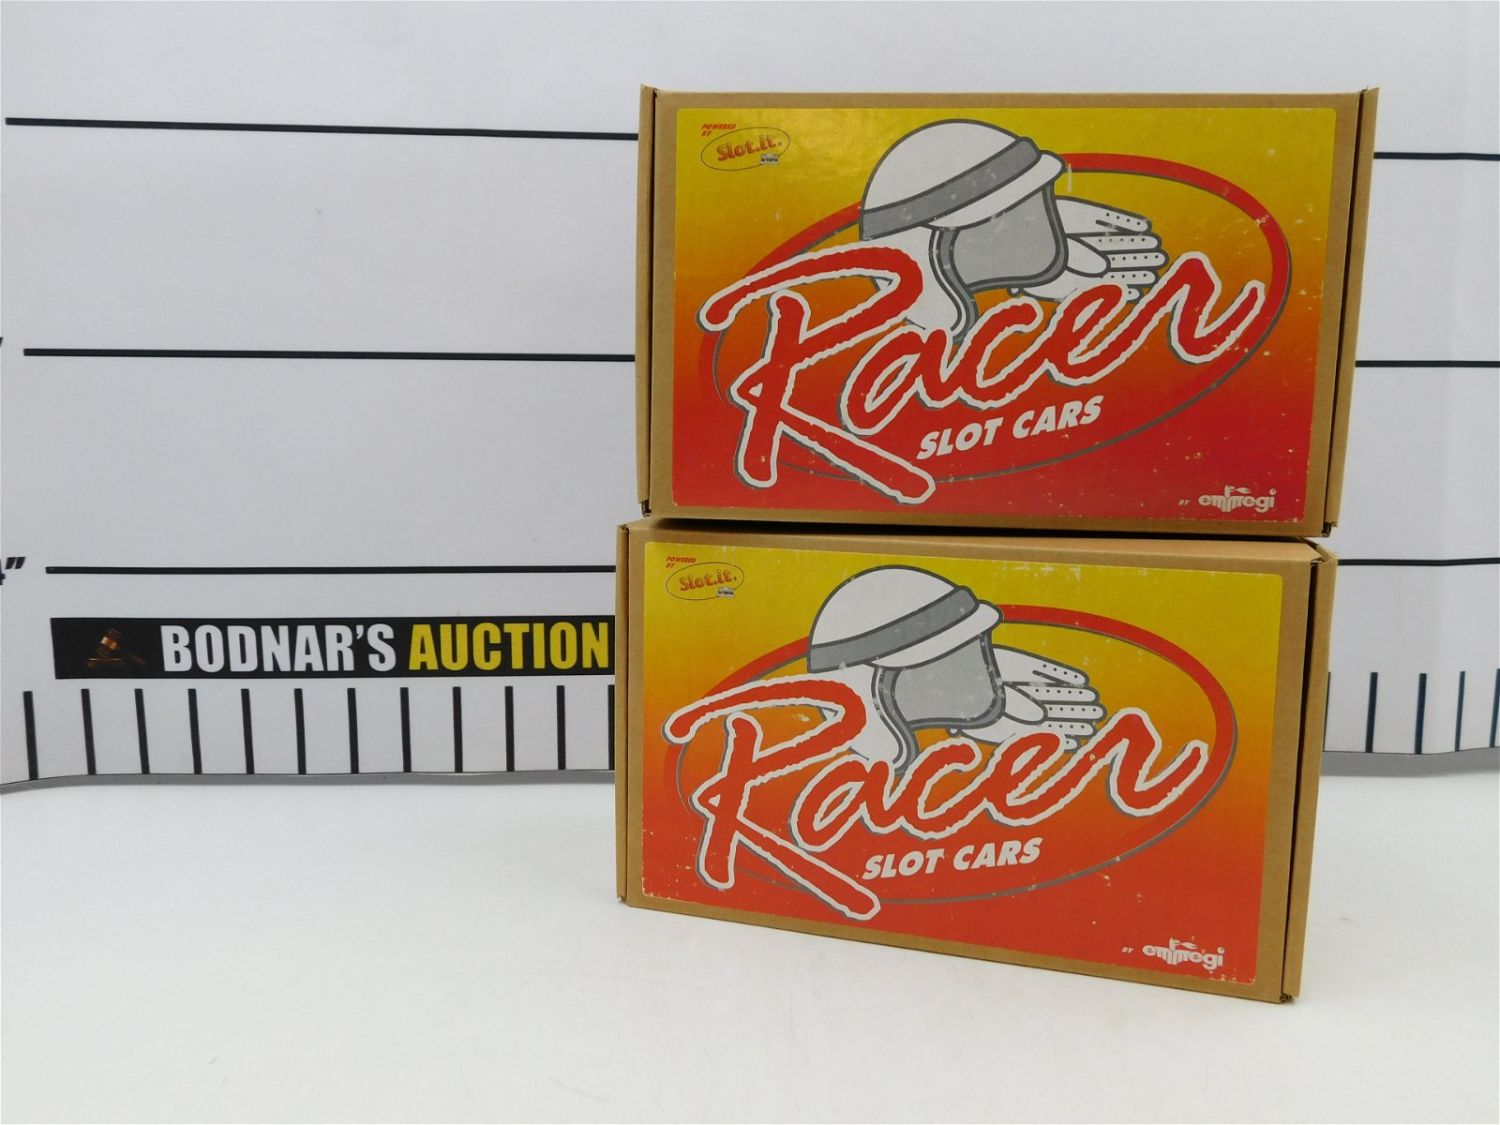 POWERED
BY
Slot.it.
Racer
SLOT CARS
BY emmegi
4"
BODNAR'S AUCTION
POWERED
BY
Slot.it.
Racer
SLOT CARS
BY emmegi